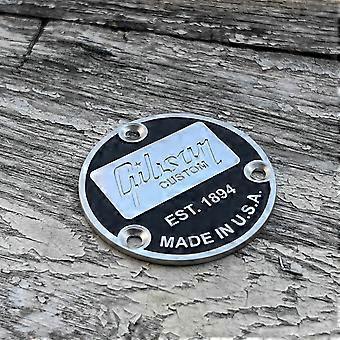 Gibson
CUSTOM
EST. 1894
MADE IN U.S.A.